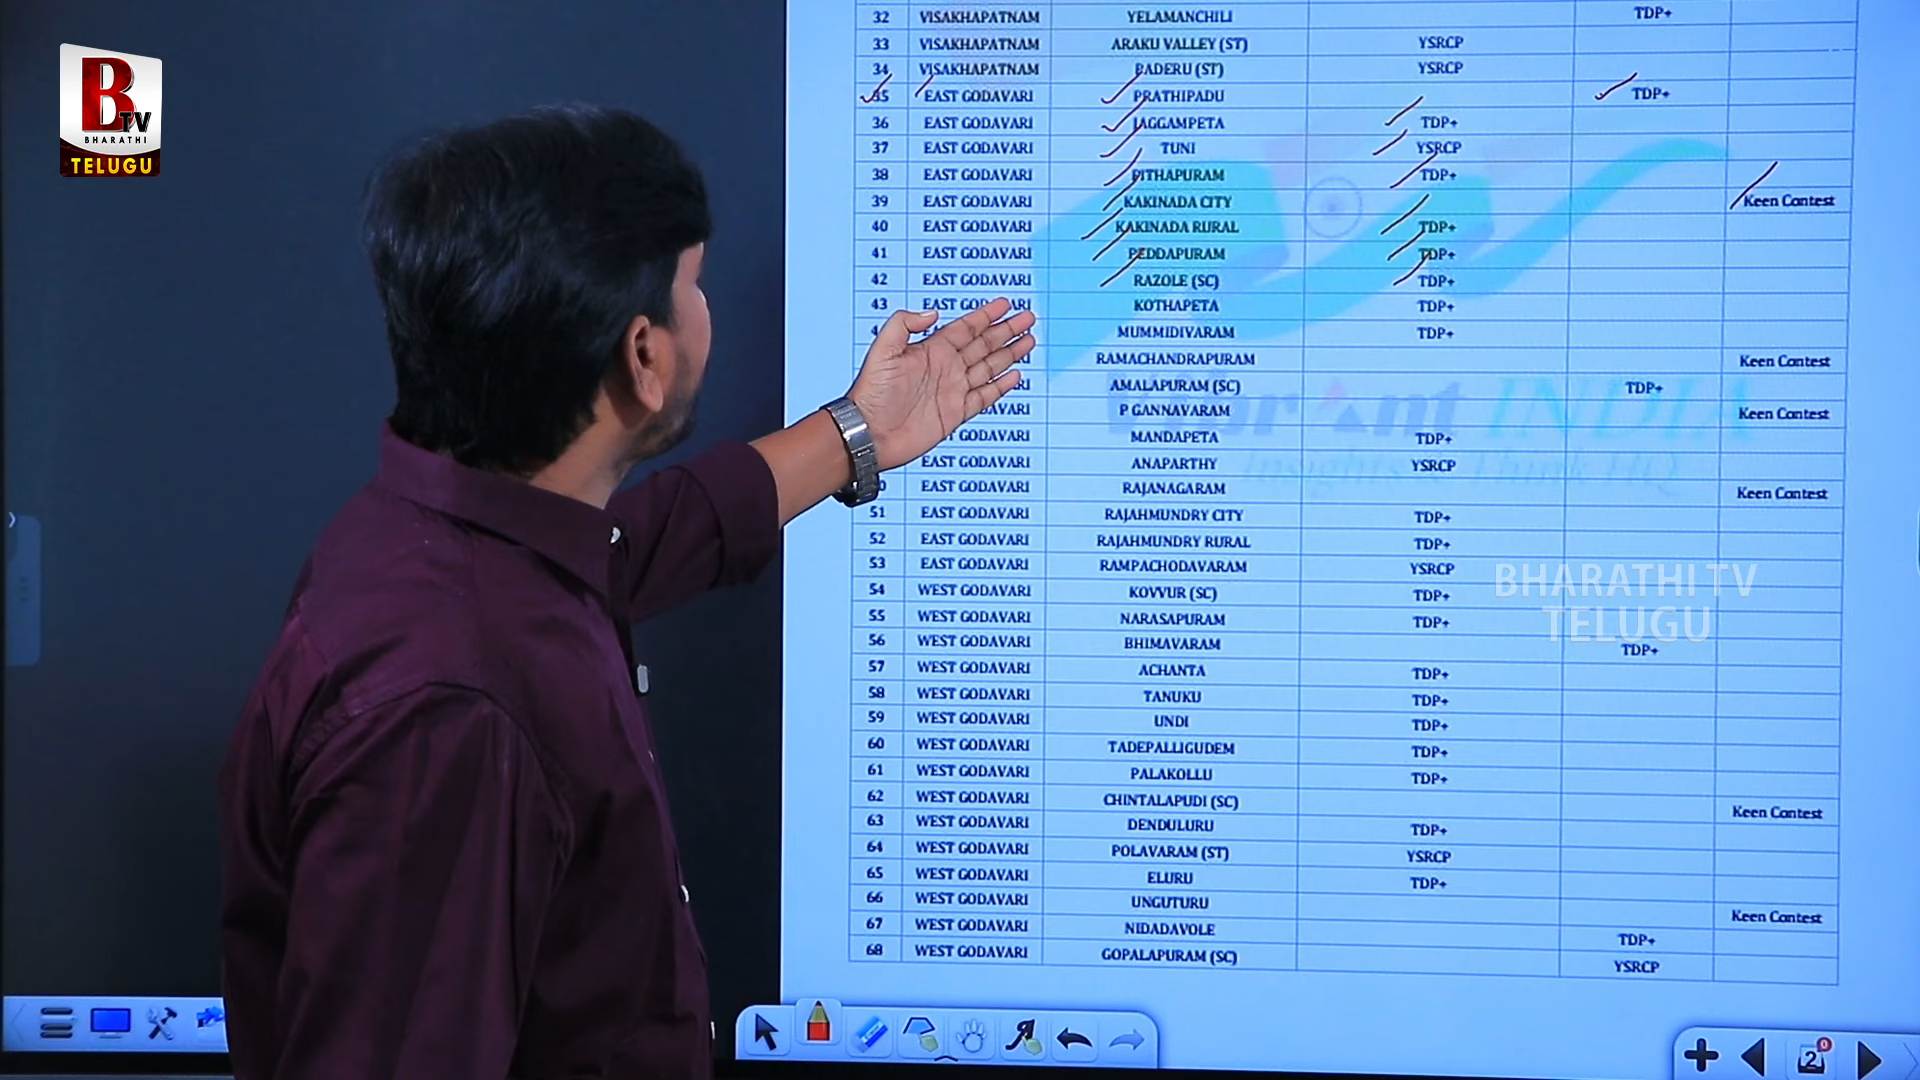 B
TV
BHARATHI
TELUGU
32 VISAKHAPATNAM YELAMANCHILI TDP+
33 VISAKHAPATNAM ARAKU VALLEY (ST) YSRCP
34 VISAKHAPATNAM PADERU (ST) YSRCP
35 EAST GODAVARI PRATHIPADU TDP+
36 EAST GODAVARI JAGGAMPETA TDP+
37 EAST GODAVARI TUNI YSRCP
38 EAST GODAVARI PITHAPURAM TDP+
39 EAST GODAVARI KAKINADA CITY Keen Contest
40 EAST GODAVARI KAKINADA RURAL TDP+
41 EAST GODAVARI PEDDAPURAM TDP+
42 EAST GODAVARI RAZOLE (SC) TDP+
43 EAST GODAVARI KOTHAPETA TDP+
MUMMIDIVARAM TDP+
RAMACHANDRAPURAM Keen Contest
AMALAPURAM (SC) TDP+
P GANNAVARAM Keen Contest
GODAVARI MANDAPETA TDP+
EAST GODAVARI ANAPARTHY YSRCP
EAST GODAVARI RAJANAGARAM Keen Contest
51 EAST GODAVARI RAJAHMUNDRY CITY TDP+
52 EAST GODAVARI RAJAHMUNDRY RURAL TDP+
53 EAST GODAVARI RAMPACHODAVARAM YSRCP
54 WEST GODAVARI KOVVUR (SC) TDP+
55 WEST GODAVARI NARASAPURAM TDP+
56 WEST GODAVARI BHIMAVARAM TDP+
57 WEST GODAVARI ACHANTA TDP+
58 WEST GODAVARI TANUKU TDP+
59 WEST GODAVARI UNDI TDP+
60 WEST GODAVARI TADEPALLIGUDEM TDP+
61 WEST GODAVARI PALAKOLLU TDP+
62 WEST GODAVARI CHINTALAPUDI (SC) Keen Contest
63 WEST GODAVARI DENDULURU TDP+
64 WEST GODAVARI POLAVARAM (ST) YSRCP
65 WEST GODAVARI ELURU TDP+
66 WEST GODAVARI UNGUTURU Keen Contest
67 WEST GODAVARI NIDADAVOLE TDP+
68 WEST GODAVARI GOPALAPURAM (SC) YSRCP
INDIA
BHARATHI TV
TELUGU
2
0